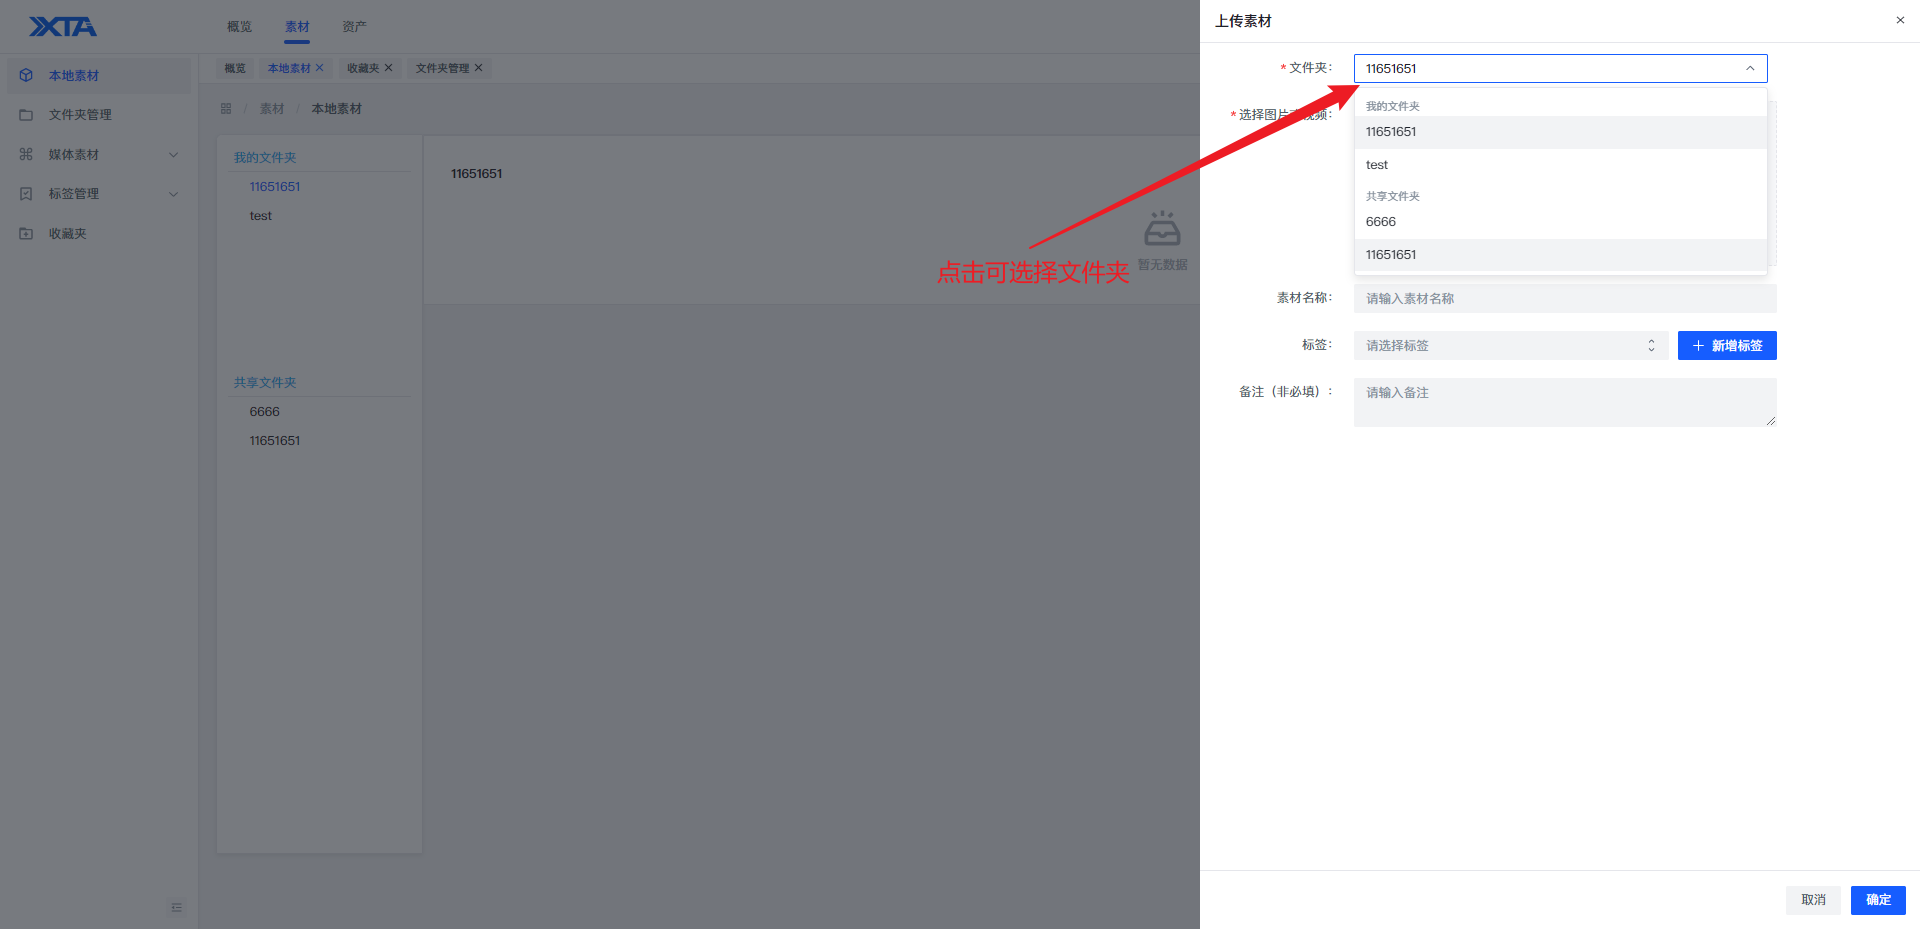 XTA
概览
素材
资产
本地素材
文件夹管理
媒体素材
标签管理
收藏夹
概览
本地素材
收藏夹
文件夹管理
/ 素材 / 本地素材
我的文件夹
11651651
test
共享文件夹
6666
11651651
11651651
暂无数据
点击可选择文件夹
上传素材
*文件夹:
11651651
我的文件夹
11651651
test
共享文件夹
6666
11651651
*选择图片
频:
素材名称:
请输入素材名称
标签:
请选择标签
新增标签
备注（非必填）:
请输入备注
取消
确定